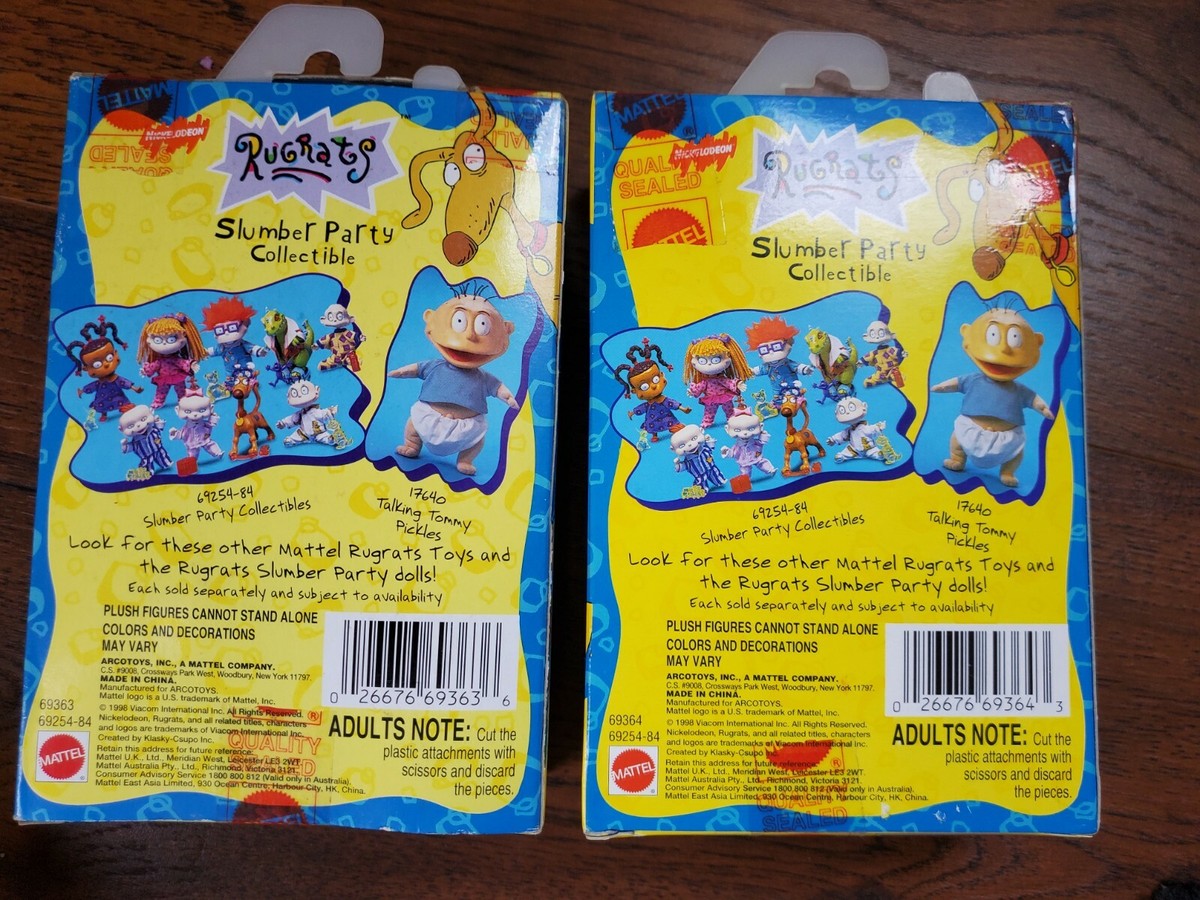 MATTEL
SEALED
NICKELODEON
RUGRATS
Slumber Party
Collectible
69254-84
Slumber Party Collectibles
17640
Talking Tommy
Pickles
Look for these other Mattel Rugrats Toys and
the Rugrats Slumber Party dolls!
Each sold separately and subject to availability
PLUSH FIGURES CANNOT STAND ALONE
COLORS AND DECORATIONS
MAY VARY
ARCOTOYS, INC., A MATTEL COMPANY.
C.S. #9008, Crossways Park West, Woodbury, New York 11797.
MADE IN CHINA.
Manufactured for ARCOTOYS.
Mattel logo is a U.S. trademark of Mattel, Inc.
69363
69254-84
© 1998 Viacom International Inc. All Rights Reserved.
Nickelodeon, Rugrats, and all related titles, characters
and logos are trademarks of Viacom International Inc.
Created by Klasky-Csupo Inc.
Retain this address for future reference:
Mattel U.K., Ltd., Meridian West, Leicester LE3 2WT.
Mattel Australia Pty., Ltd., Richmond, Victoria 3121.
Consumer Advisory Service 1800 800 812 (Valid only in Australia).
Mattel East Asia Limited, 930 Ocean Centre, Harbour City, HK, China.
MATTEL
QUALITY
0 26676 69363 6
ADULTS NOTE: Cut the
plastic attachments with
scissors and discard
the pieces.
MATTEL
QUAL
SEALED
NICKELODEON
RUGRATS
Slumber Party
Collectible
69254-84
Slumber Party Collectibles
17640
Talking Tommy
Pickles
Look for these other Mattel Rugrats Toys and
the Rugrats Slumber Party dolls!
Each sold separately and subject to availability
PLUSH FIGURES CANNOT STAND ALONE
COLORS AND DECORATIONS
MAY VARY
ARCOTOYS, INC., A MATTEL COMPANY.
C.S. #9008, Crossways Park West, Woodbury, New York 11797.
MADE IN CHINA.
Manufactured for ARCOTOYS.
Mattel logo is a U.S. trademark of Mattel, Inc.
69364
69254-84
© 1998 Viacom International Inc. All Rights Reserved.
Nickelodeon, Rugrats, and all related titles, characters
and logos are trademarks of Viacom International Inc.
Created by Klasky-Csupo
Retain this address for future reference:
Mattel U.K., Ltd., Meridian West, Leicester LE3 2WT.
Mattel Australia Pty., Ltd., Richmond, Victoria 3121.
Consumer Advisory Service 1800 800 812 (Valid only in Australia).
Mattel East Asia Limited, 930 Ocean Centre, Harbour City, HK, China.
MATTEL
QUALITY
SEALED
0 26676 69364 3
ADULTS NOTE: Cut the
plastic attachments with
scissors and discard
the pieces.